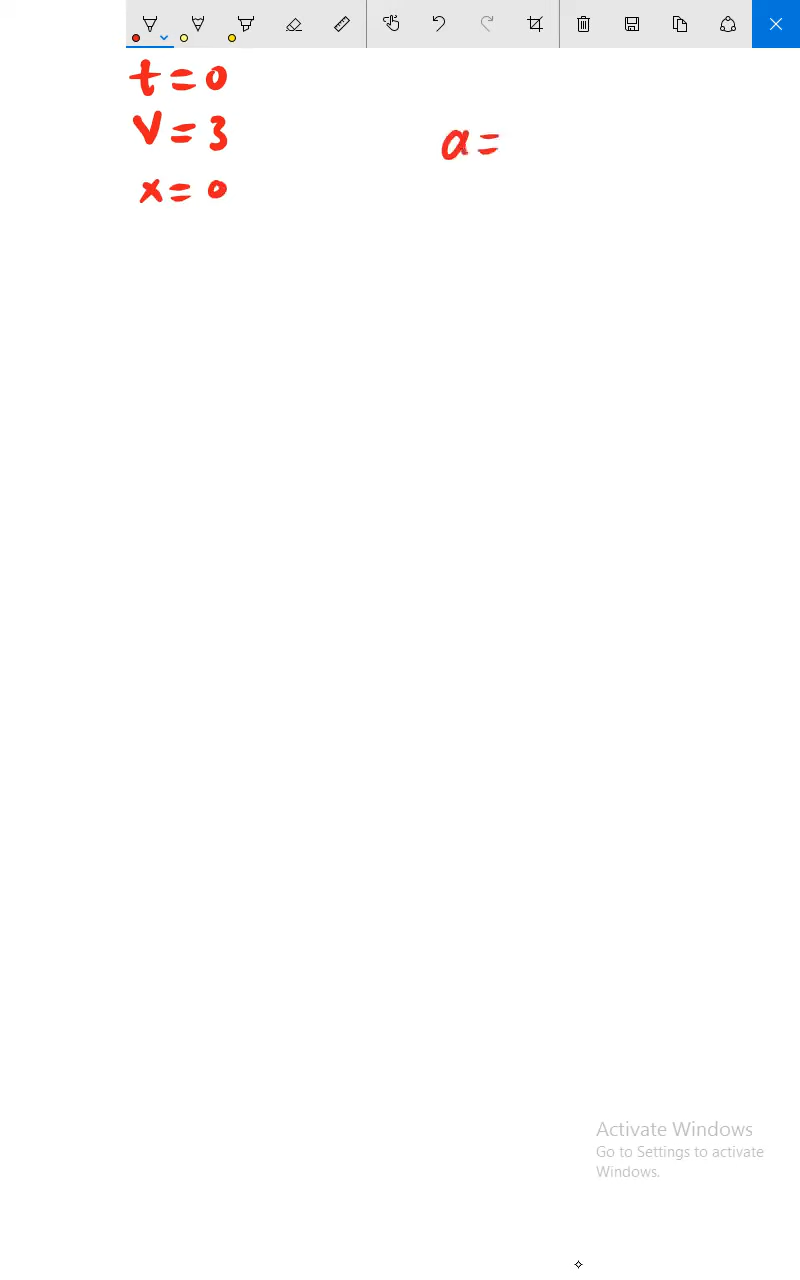 t = 0
v = 3
a =
x = 0
Activate Windows
Go to Settings to activate
Windows.